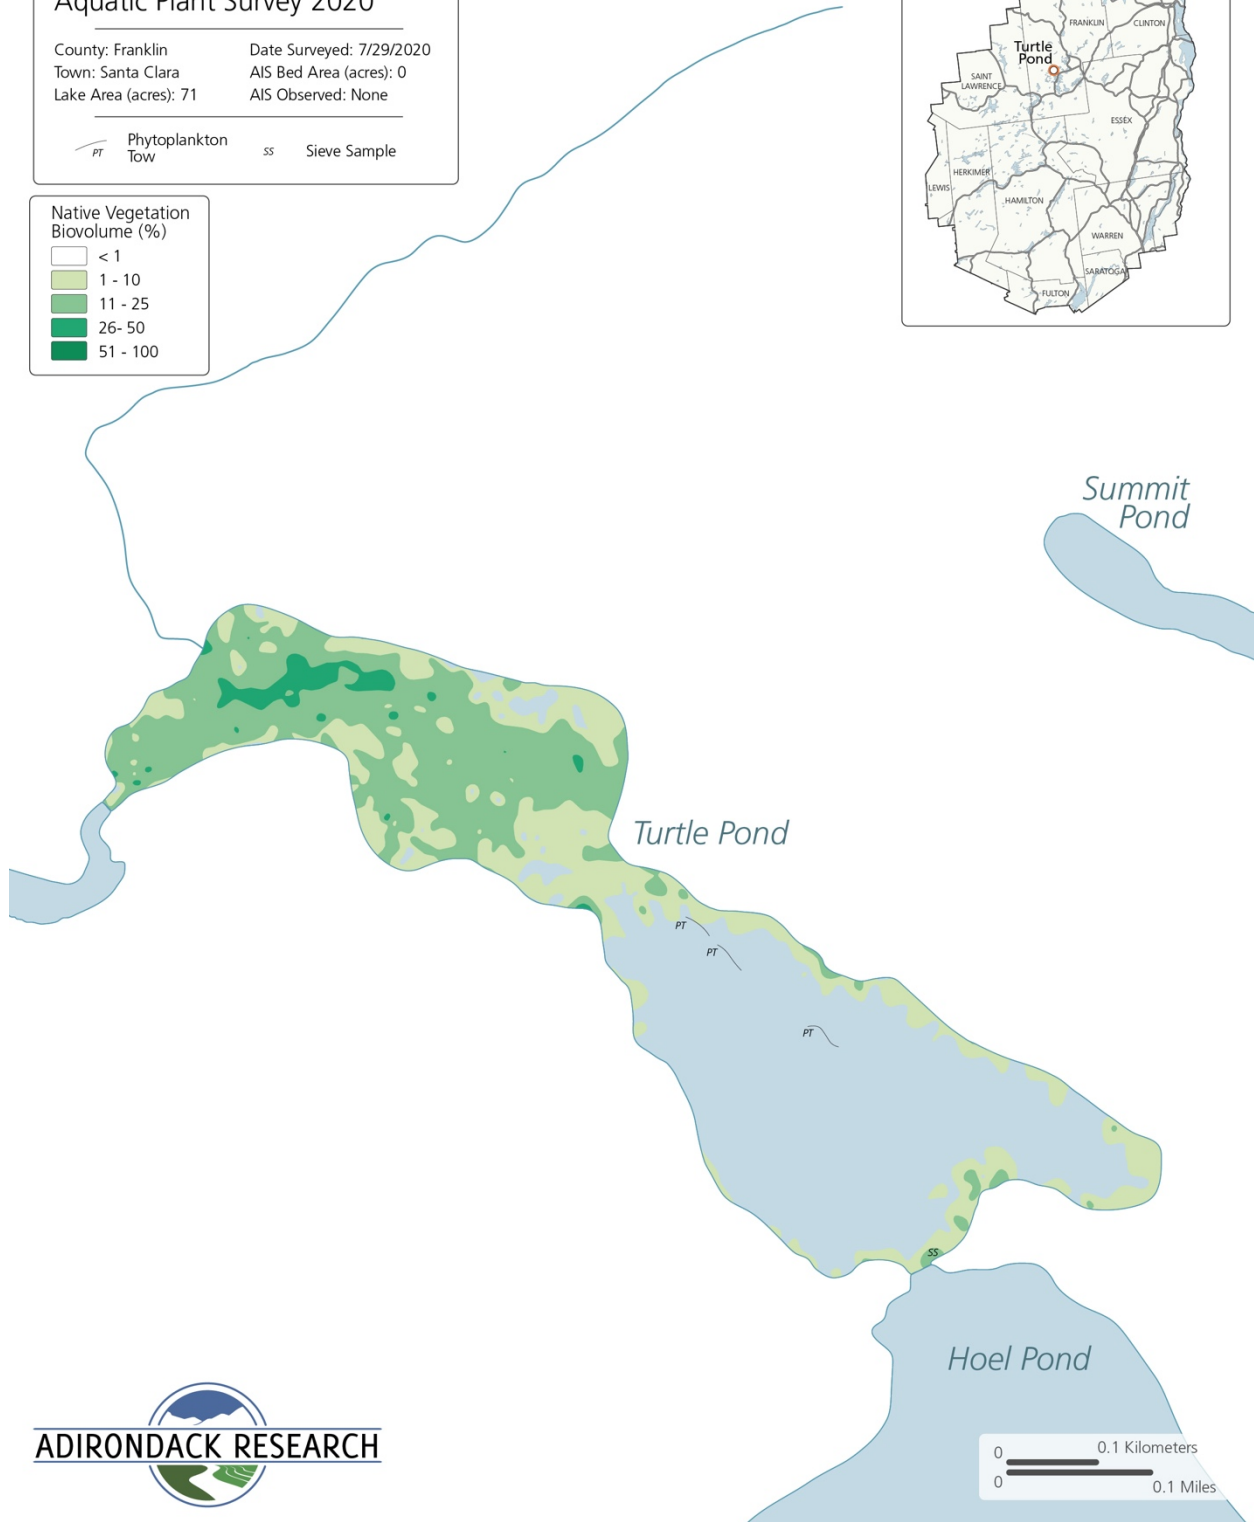 Aquatic Plant Survey 2020
County: Franklin
Date Surveyed: 7/29/2020
Town: Santa Clara
AIS Bed Area (acres): 0
Lake Area (acres): 71
AIS Observed: None
PT
Phytoplankton
Tow
SS
Sieve Sample
Native Vegetation
Biovolume (%)
< 1
1 - 10
11 - 25
26- 50
51 - 100
FRANKLIN
CLINTON
Turtle
Pond
SAINT
LAWRENCE
ESSEX
HERKIMER
LEWIS
HAMILTON
WARREN
SARATOGA
FULTON
Summit
Pond
Turtle Pond
PT
PT
PT
SS
Hoel Pond
ADIRONDACK RESEARCH
0
0.1 Kilometers
0
0.1 Miles